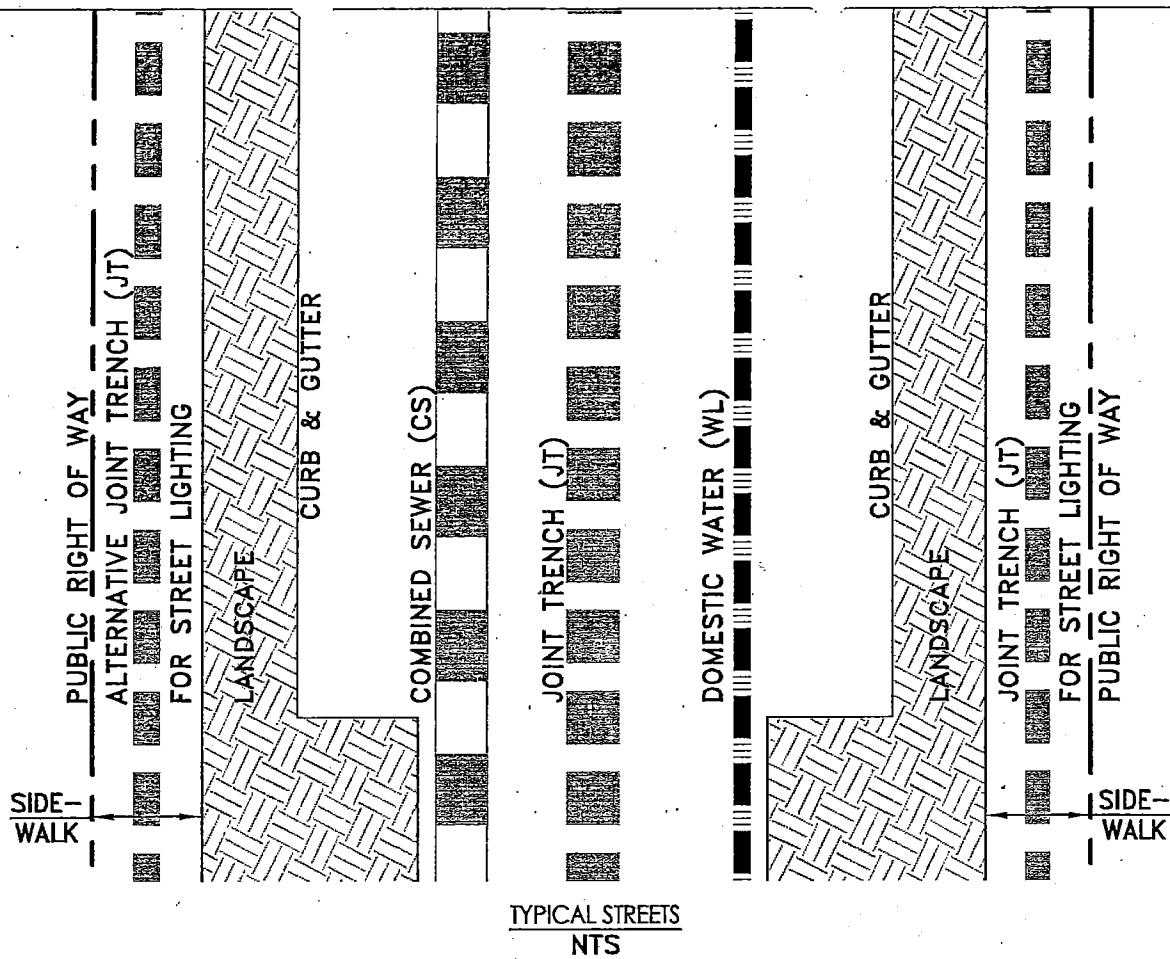 PUBLIC RIGHT OF WAY
ALTERNATIVE JOINT TRENCH (JT)
FOR STREET LIGHTING
LANDSCAPE
CURB & GUTTER
COMBINED SEWER (CS)
JOINT TRENCH (JT)
DOMESTIC WATER (WL)
CURB & GUTTER
LANDSCAPE
JOINT TRENCH (JT)
FOR STREET LIGHTING
PUBLIC RIGHT OF WAY
SIDE-
WALK
SIDE-
WALK
TYPICAL STREETS
NTS